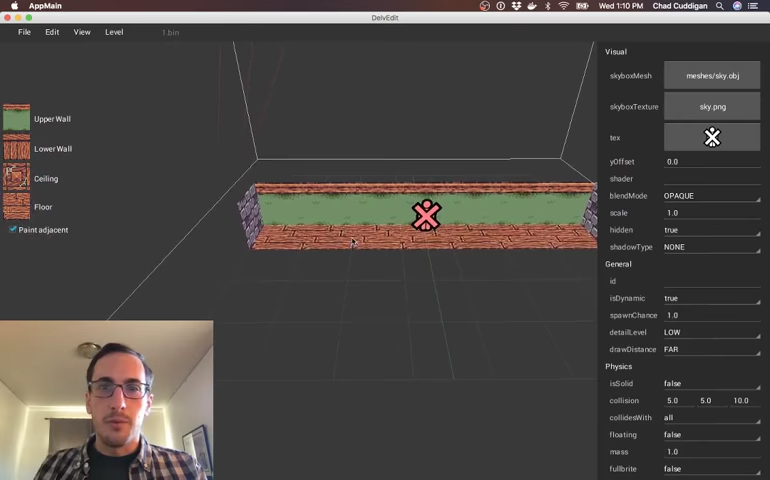 AppMain
Wed 1:10 PM
Chad Cuddigan
DelvEdit
File
Edit
View
Level
1.bin
Upper Wall
Lower Wall
Ceiling
Floor
Paint adjacent
Visual
skyboxMesh meshes/sky.obj
skyboxTexture sky.png
tex
yOffset 0.0
shader
blendMode OPAQUE
scale 1.0
hidden true
shadowType NONE
General
id
isDynamic true
spawnChance 1.0
detailLevel LOW
drawDistance FAR
Physics
isSolid false
collision 5.0 5.0 10.0
collidesWith all
floating false
mass 1.0
fullbrite false